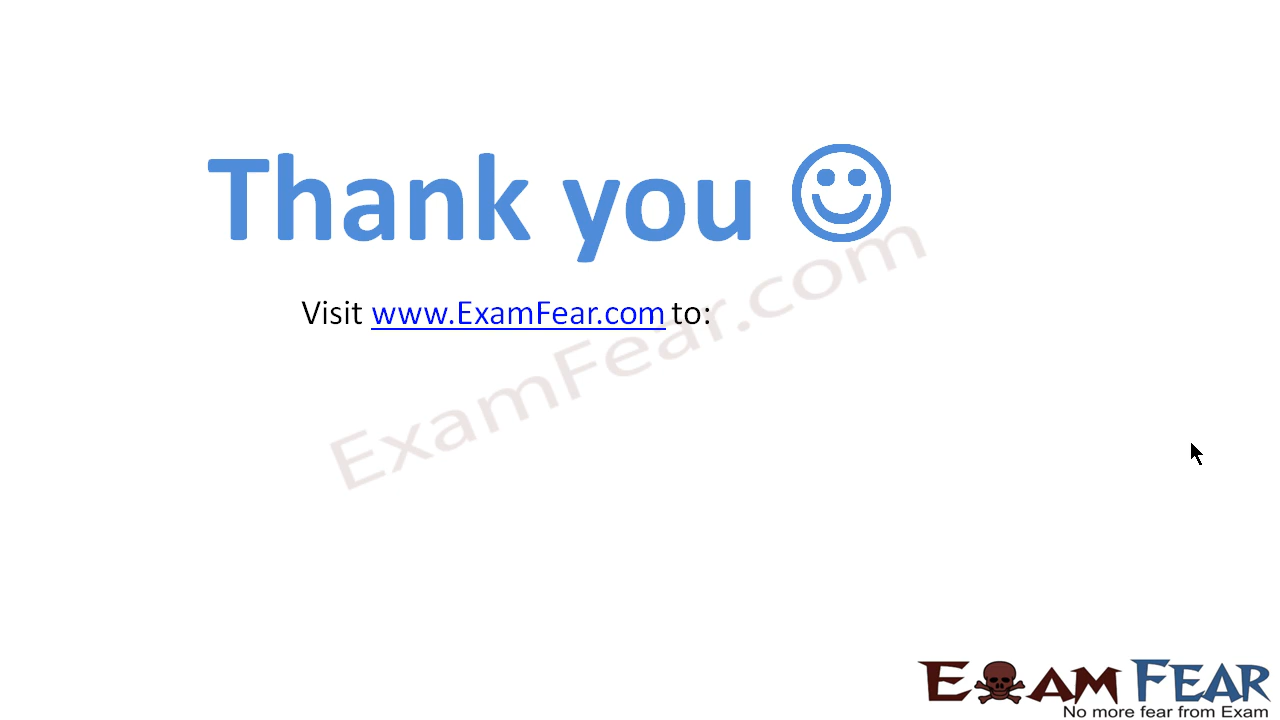 Thank you ☺
Visit www.ExamFear.com to:
ExamFear.com
EXAM FEAR
No more fear from Exam